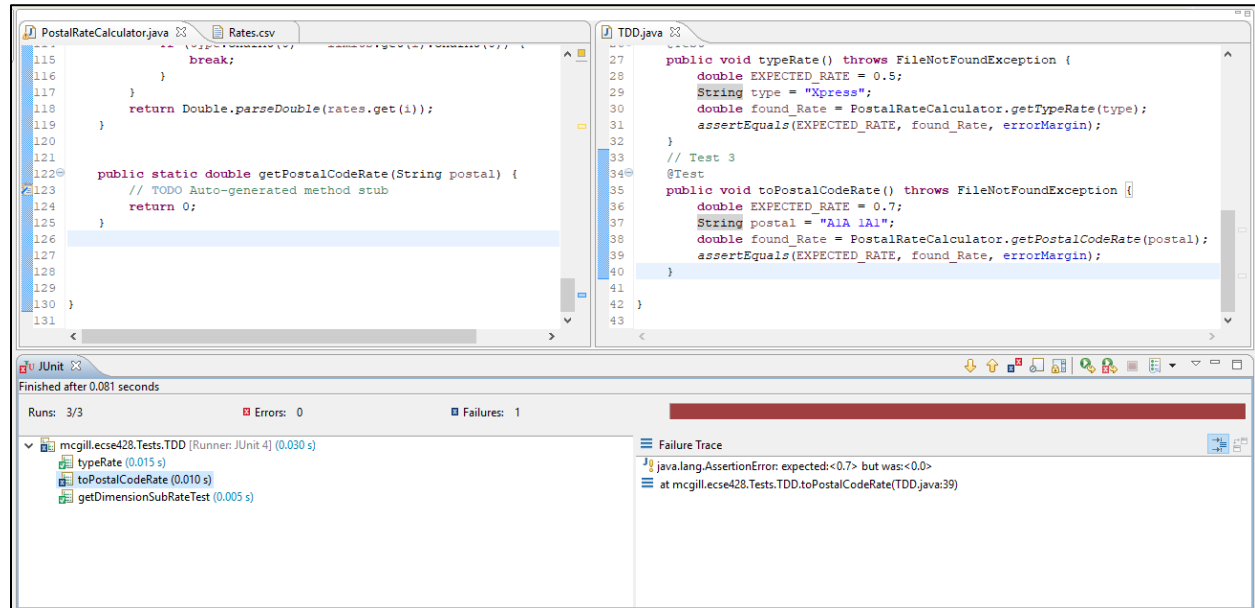 PostalRateCalculator.java
Rates.csv
115 break;
116 }
117 }
118 return Double.parseDouble(rates.get(i));
119 }
120
121
122 public static double getPostalCodeRate(String postal) {
123 // TODO Auto-generated method stub
124 return 0;
125 }
126
127
128
129
130 }
131
TDD.java
27 public void typeRate() throws FileNotFoundException {
28 double EXPECTED_RATE = 0.5;
29 String type = "Xpress";
30 double found_Rate = PostalRateCalculator.getTypeRate(type);
31 assertEquals(EXPECTED_RATE, found_Rate, errorMargin);
32 }
33 // Test 3
34 @Test
35 public void toPostalCodeRate() throws FileNotFoundException {
36 double EXPECTED_RATE = 0.7;
37 String postal = "A1A 1A1";
38 double found_Rate = PostalRateCalculator.getPostalCodeRate(postal);
39 assertEquals(EXPECTED_RATE, found_Rate, errorMargin);
40 }
41
42 }
43
JUnit
Finished after 0.081 seconds
Runs: 3/3 Errors: 0 Failures: 1
mcgill.ecse428.Tests.TDD [Runner: JUnit 4] (0.030 s)
typeRate (0.015 s)
toPostalCodeRate (0.010 s)
getDimensionSubRateTest (0.005 s)
Failure Trace
java.lang.AssertionError: expected:<0.7> but was:<0.0>
at mcgill.ecse428.Tests.TDD.toPostalCodeRate(TDD.java:39)